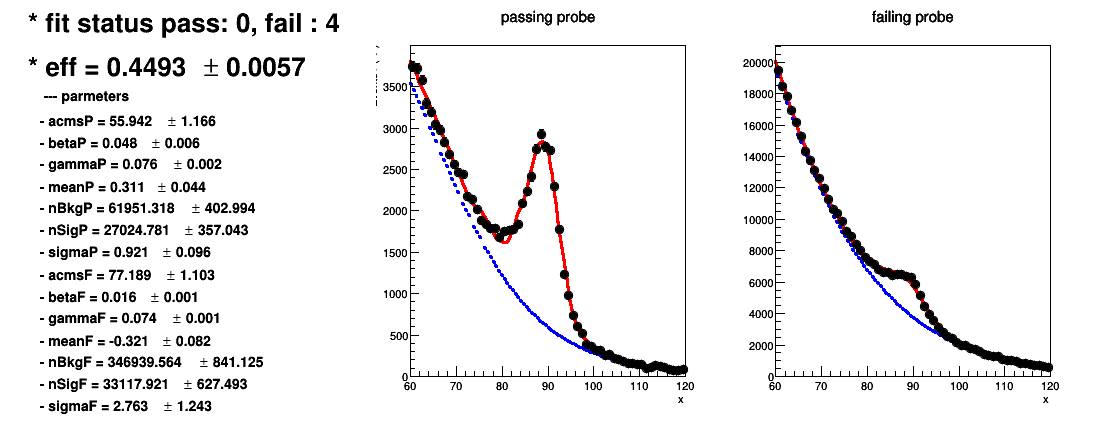 * fit status pass: 0, fail : 4
* eff = 0.4493 ± 0.0057
--- parmeters
- acmsP = 55.942 ± 1.166
- betaP = 0.048 ± 0.006
- gammaP = 0.076 ± 0.002
- meanP = 0.311 ± 0.044
- nBkgP = 61951.318 ± 402.994
- nSigP = 27024.781 ± 357.043
- sigmaP = 0.921 ± 0.096
- acmsF = 77.189 ± 1.103
- betaF = 0.016 ± 0.001
- gammaF = 0.074 ± 0.001
- meanF = -0.321 ± 0.082
- nBkgF = 346939.564 ± 841.125
- nSigF = 33117.921 ± 627.493
- sigmaF = 2.763 ± 1.243
passing probe
3500
3000
2500
2000
1500
1000
500
0
60 70 80 90 100 110 120
x
failing probe
20000
18000
16000
14000
12000
10000
8000
6000
4000
2000
0
60 70 80 90 100 110 120
x